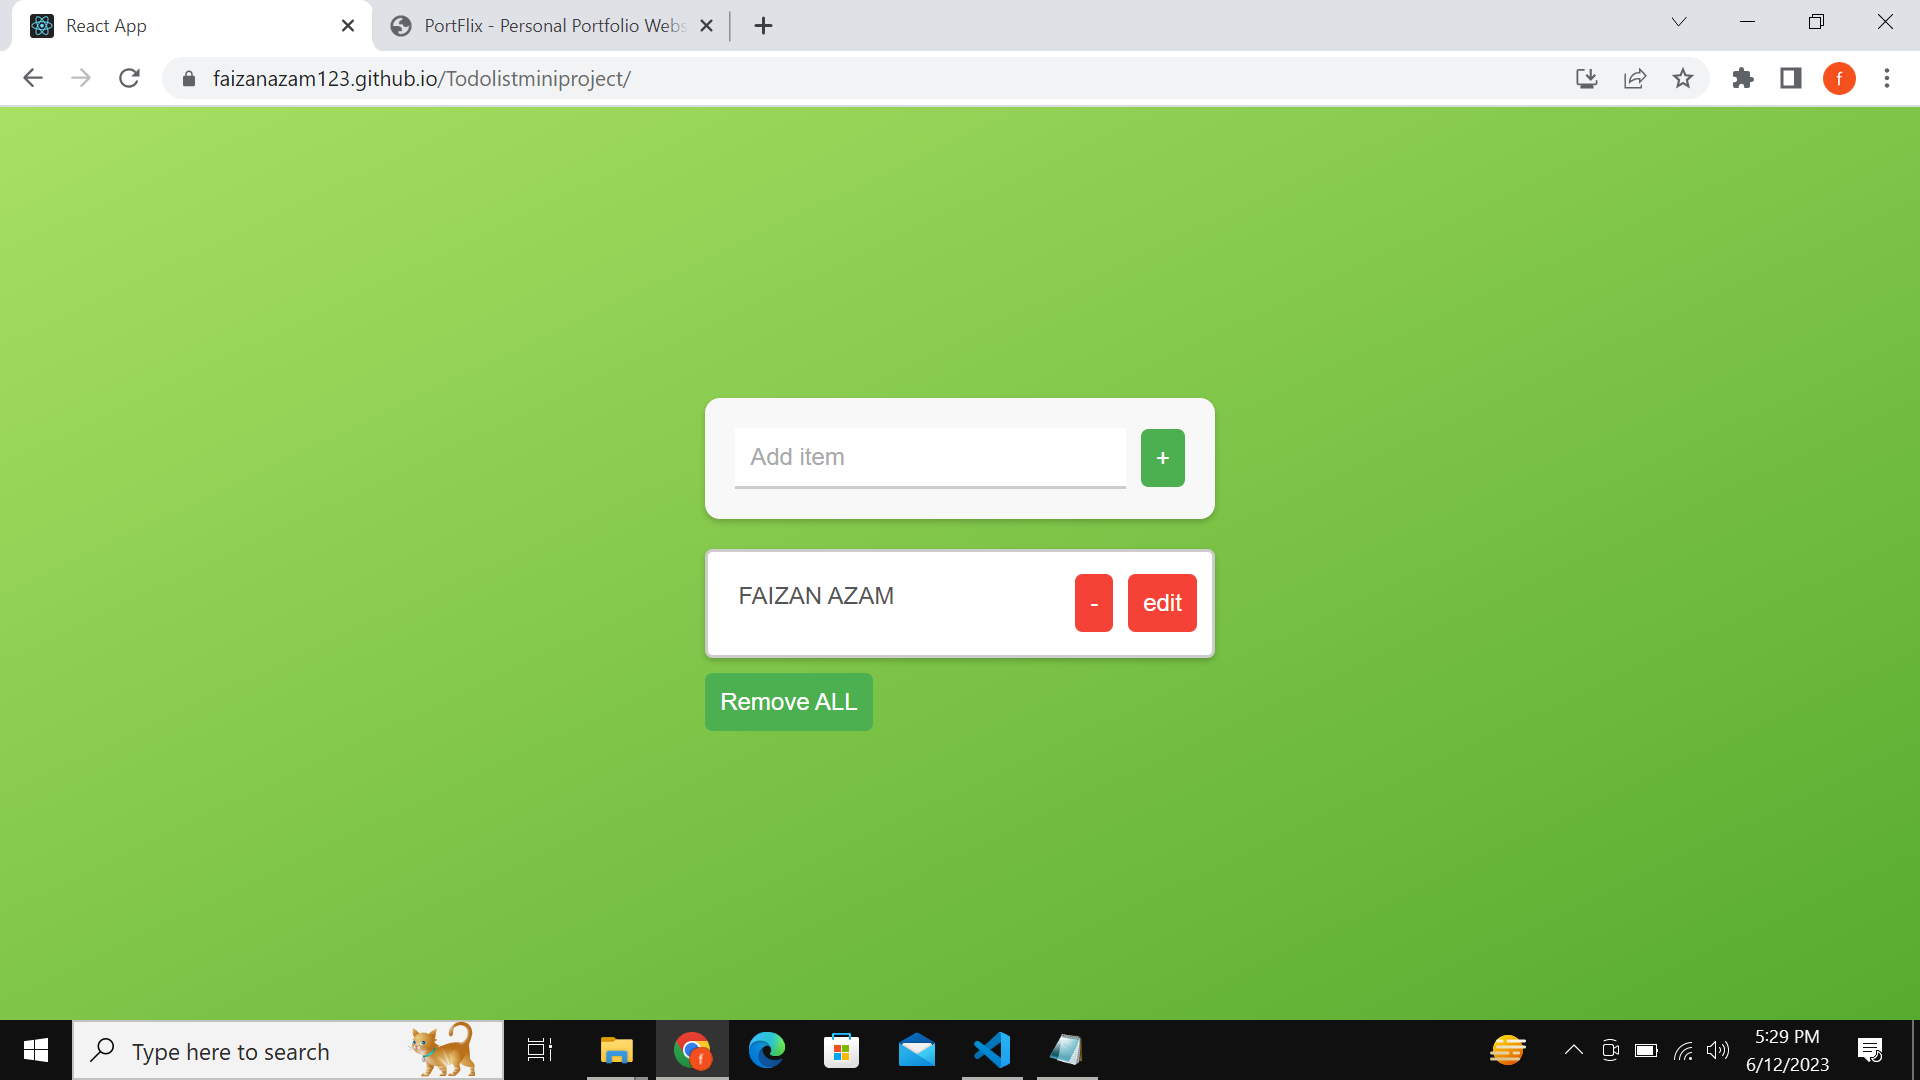 React App
PortFlix - Personal Portfolio Webs
faizanazam123.github.io/Todolistminiproject/
f
Add item
+
FAIZAN AZAM
-
edit
Remove ALL
Type here to search
f
5:29 PM
6/12/2023